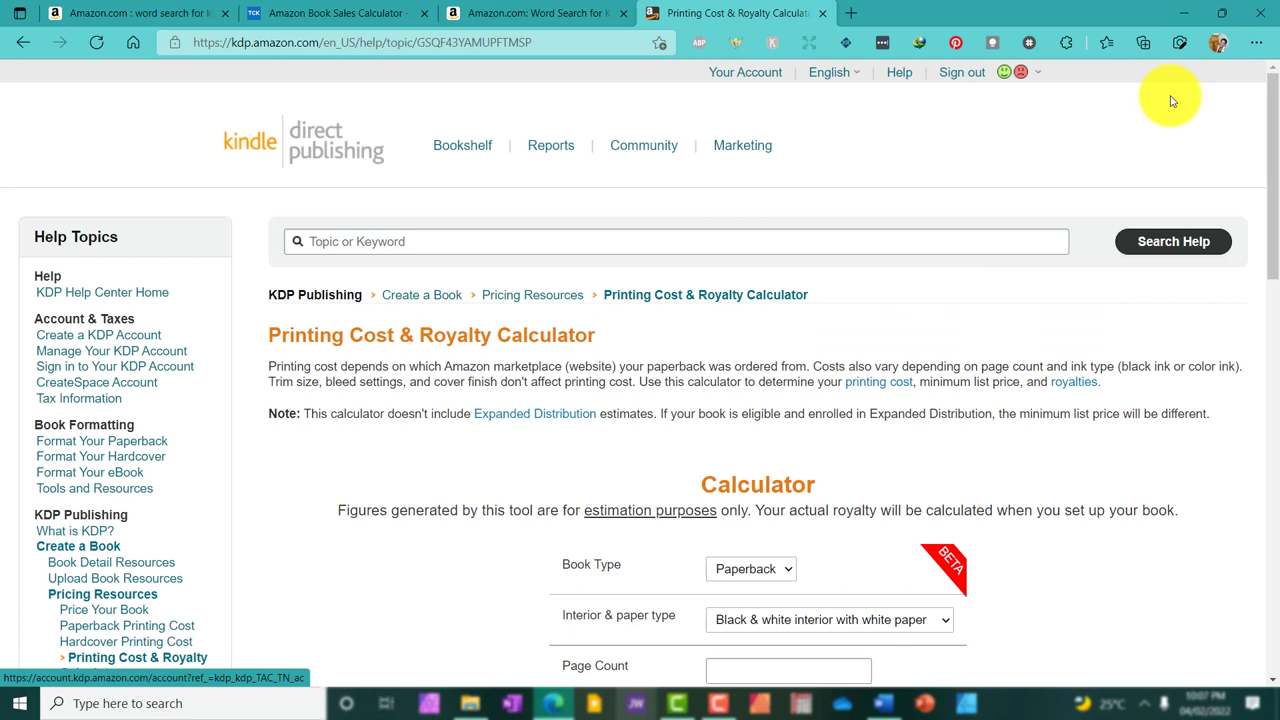 Amazon.com : word search for k
Amazon Book Sales Calculator -
Amazon.com: Word Search for K
Printing Cost & Royalty Calculat
https://kdp.amazon.com/en_US/help/topic/GSQF43YAMUPFTMSP
Your Account
English
Help
Sign out
kindle direct publishing
Bookshelf | Reports | Community | Marketing
Help Topics
Help
KDP Help Center Home
Account & Taxes
Create a KDP Account
Manage Your KDP Account
Sign in to Your KDP Account
CreateSpace Account
Tax Information
Book Formatting
Format Your Paperback
Format Your Hardcover
Format Your eBook
Tools and Resources
KDP Publishing
What is KDP?
Create a Book
Book Detail Resources
Upload Book Resources
Pricing Resources
Price Your Book
Paperback Printing Cost
Hardcover Printing Cost
› Printing Cost & Royalty
Topic or Keyword
Search Help
KDP Publishing › Create a Book › Pricing Resources › Printing Cost & Royalty Calculator
Printing Cost & Royalty Calculator
Printing cost depends on which Amazon marketplace (website) your paperback was ordered from. Costs also vary depending on page count and ink type (black ink or color ink).
Trim size, bleed settings, and cover finish don't affect printing cost. Use this calculator to determine your printing cost, minimum list price, and royalties.
Note: This calculator doesn't include Expanded Distribution estimates. If your book is eligible and enrolled in Expanded Distribution, the minimum list price will be different.
Calculator
Figures generated by this tool are for estimation purposes only. Your actual royalty will be calculated when you set up your book.
BETA
Book Type
Paperback
Interior & paper type
Black & white interior with white paper
Page Count
https://account.kdp.amazon.com/account?ref_=kdp_kdp_TAC_TN_ac
Type here to search
25°C
10:07 PM
04/02/2022